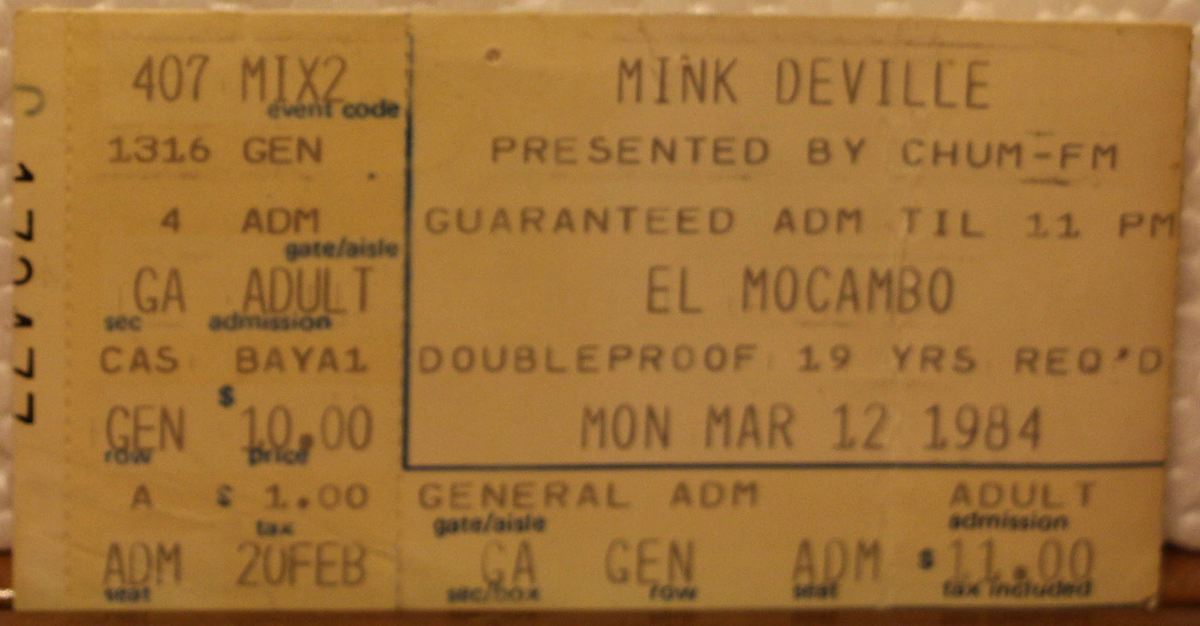 407 MIX2
event code
1316 GEN
4 ADM
gate/aisle
GA ADULT
sec admission
CAS BAYA1
$
GEN 10.00
row price
A $ 1.00
tax
ADM 20FEB
seat
MINK DEVILLE
PRESENTED BY CHUM-FM
GUARANTEED ADM TIL 11 PM
EL MOCAMBO
DOUBLEPROOF 19 YRS REQ'D
MON MAR 12 1984
GENERAL ADM ADULT
gate/aisle admission
GA GEN ADM $11.00
sec/box row seat tax included